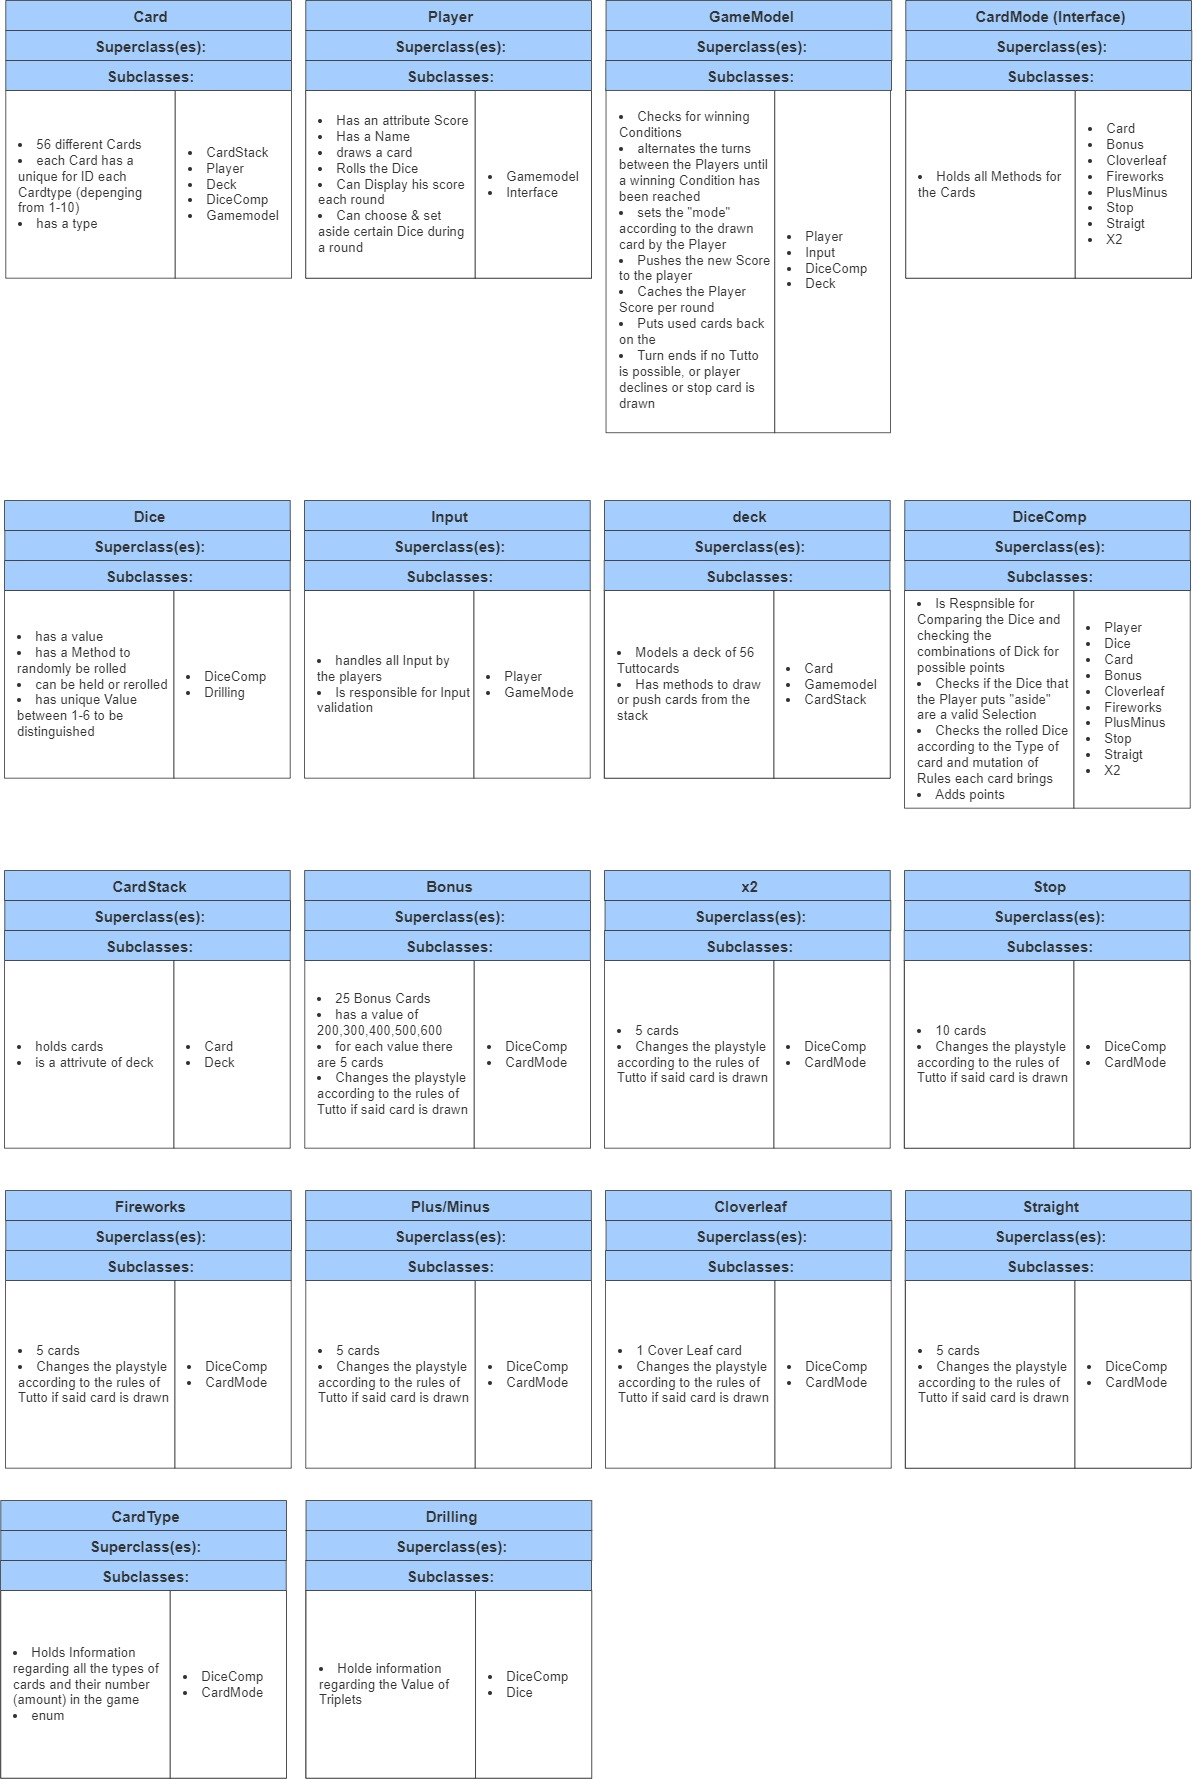 Card
Superclass(es):
Subclasses:
• 56 different Cards
• each Card has a
unique for ID each
Cardtype (depenging
from 1-10)
• has a type
• CardStack
• Player
• Deck
• DiceComp
• Gamemodel
Player
Superclass(es):
Subclasses:
• Has an attribute Score
• Has a Name
• draws a card
• Rolls the Dice
• Can Display his score
each round
• Can choose & set
aside certain Dice during
a round
• Gamemodel
• Interface
GameModel
Superclass(es):
Subclasses:
• Checks for winning
Conditions
• alternates the turns
between the Players until
a winning Condition has
been reached
• sets the "mode"
according to the drawn
card by the Player
• Pushes the new Score
to the player
• Caches the Player
Score per round
• Puts used cards back
on the
• Turn ends if no Tutto
is possible, or player
declines or stop card is
drawn
• Player
• Input
• DiceComp
• Deck
CardMode (Interface)
Superclass(es):
Subclasses:
• Holds all Methods for
the Cards
• Card
• Bonus
• Cloverleaf
• Fireworks
• PlusMinus
• Stop
• Straigt
• X2
Dice
Superclass(es):
Subclasses:
• has a value
• has a Method to
randomly be rolled
• can be held or rerolled
• has unique Value
between 1-6 to be
distinguished
• DiceComp
• Drilling
Input
Superclass(es):
Subclasses:
• handles all Input by
the players
• Is responsible for Input
validation
• Player
• GameMode
deck
Superclass(es):
Subclasses:
• Models a deck of 56
Tuttocards
• Has methods to draw
or push cards from the
stack
• Card
• Gamemodel
• CardStack
DiceComp
Superclass(es):
Subclasses:
• Is Respnsible for
Comparing the Dice and
checking the
combinations of Dick for
possible points
• Checks if the Dice that
the Player puts "aside"
are a valid Selection
• Checks the rolled Dice
according to the Type of
card and mutation of
Rules each card brings
• Adds points
• Player
• Dice
• Card
• Bonus
• Cloverleaf
• Fireworks
• PlusMinus
• Stop
• Straigt
• X2
CardStack
Superclass(es):
Subclasses:
• holds cards
• is a attrivute of deck
• Card
• Deck
Bonus
Superclass(es):
Subclasses:
• 25 Bonus Cards
• has a value of
200,300,400,500,600
• for each value there
are 5 cards
• Changes the playstyle
according to the rules of
Tutto if said card is drawn
• DiceComp
• CardMode
x2
Superclass(es):
Subclasses:
• 5 cards
• Changes the playstyle
according to the rules of
Tutto if said card is drawn
• DiceComp
• CardMode
Stop
Superclass(es):
Subclasses:
• 10 cards
• Changes the playstyle
according to the rules of
Tutto if said card is drawn
• DiceComp
• CardMode
Fireworks
Superclass(es):
Subclasses:
• 5 cards
• Changes the playstyle
according to the rules of
Tutto if said card is drawn
• DiceComp
• CardMode
Plus/Minus
Superclass(es):
Subclasses:
• 5 cards
• Changes the playstyle
according to the rules of
Tutto if said card is drawn
• DiceComp
• CardMode
Cloverleaf
Superclass(es):
Subclasses:
• 1 Cover Leaf card
• Changes the playstyle
according to the rules of
Tutto if said card is drawn
• DiceComp
• CardMode
Straight
Superclass(es):
Subclasses:
• 5 cards
• Changes the playstyle
according to the rules of
Tutto if said card is drawn
• DiceComp
• CardMode
CardType
Superclass(es):
Subclasses:
• Holds Information
regarding all the types of
cards and their number
(amount) in the game
• enum
• DiceComp
• CardMode
Drilling
Superclass(es):
Subclasses:
• Holde information
regarding the Value of
Triplets
• DiceComp
• Dice